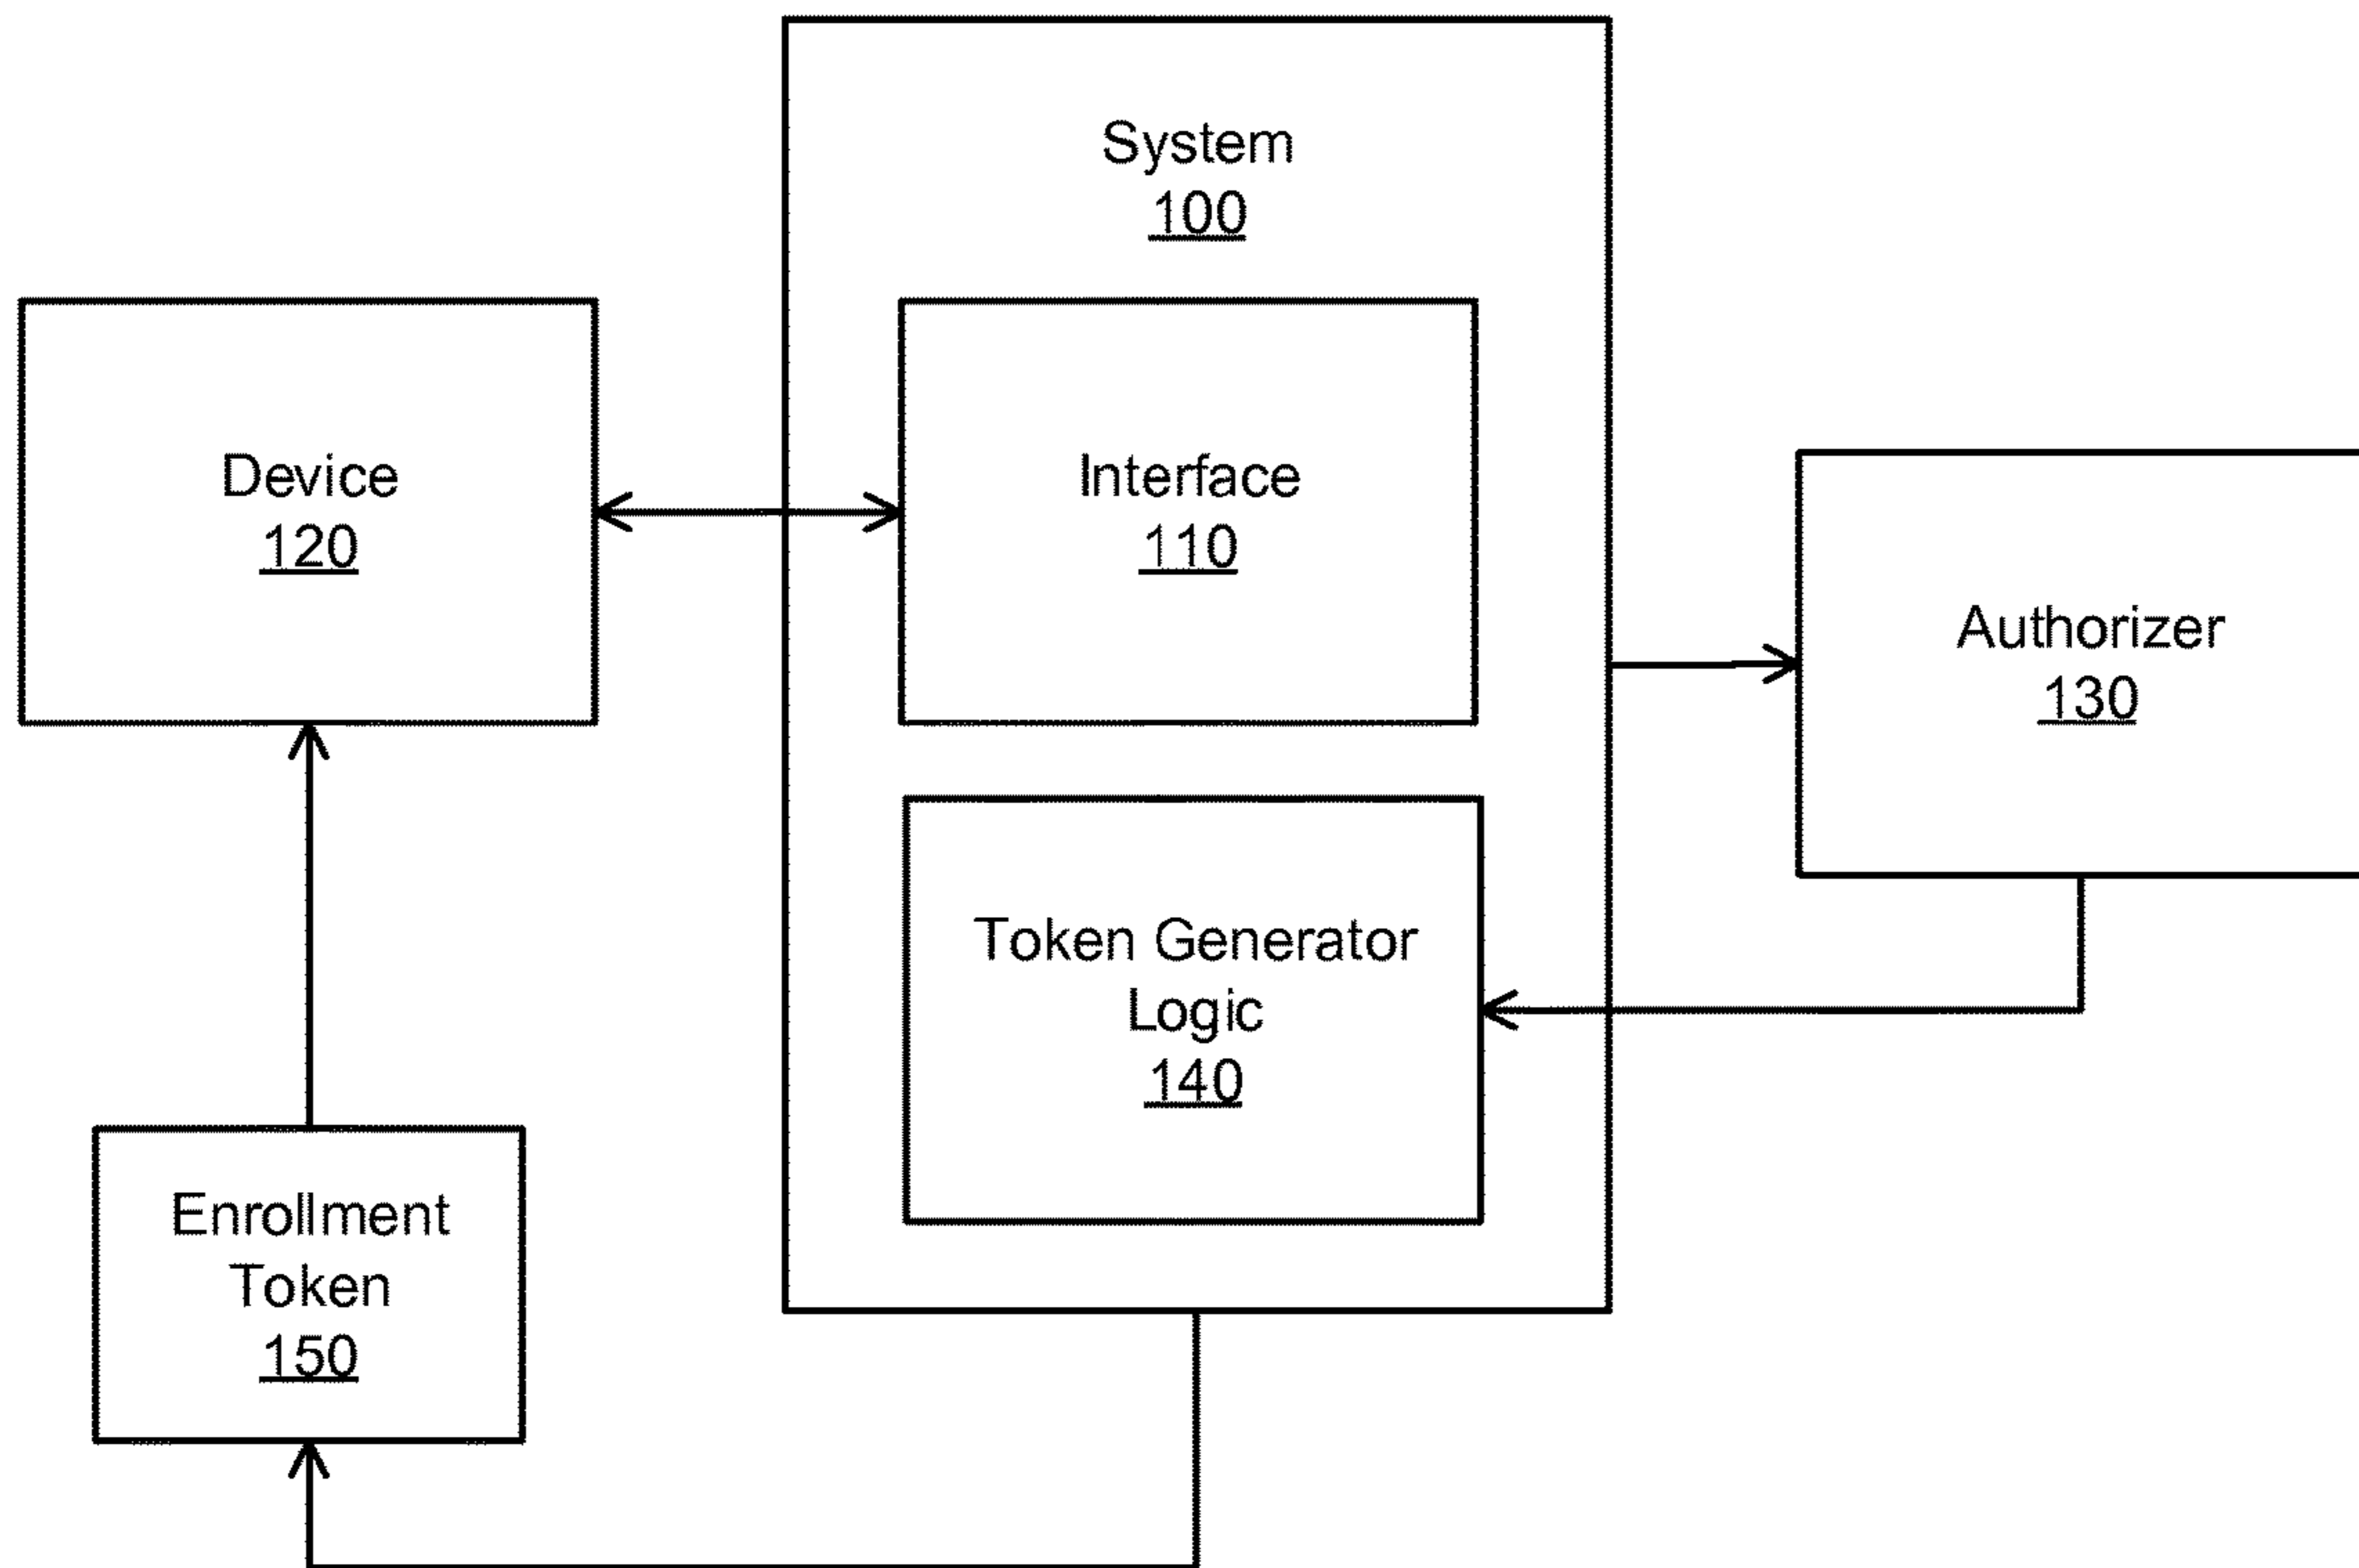 System
100
Device
120
Interface
110
Authorizer
130
Token Generator
Logic
140
Enrollment
Token
150